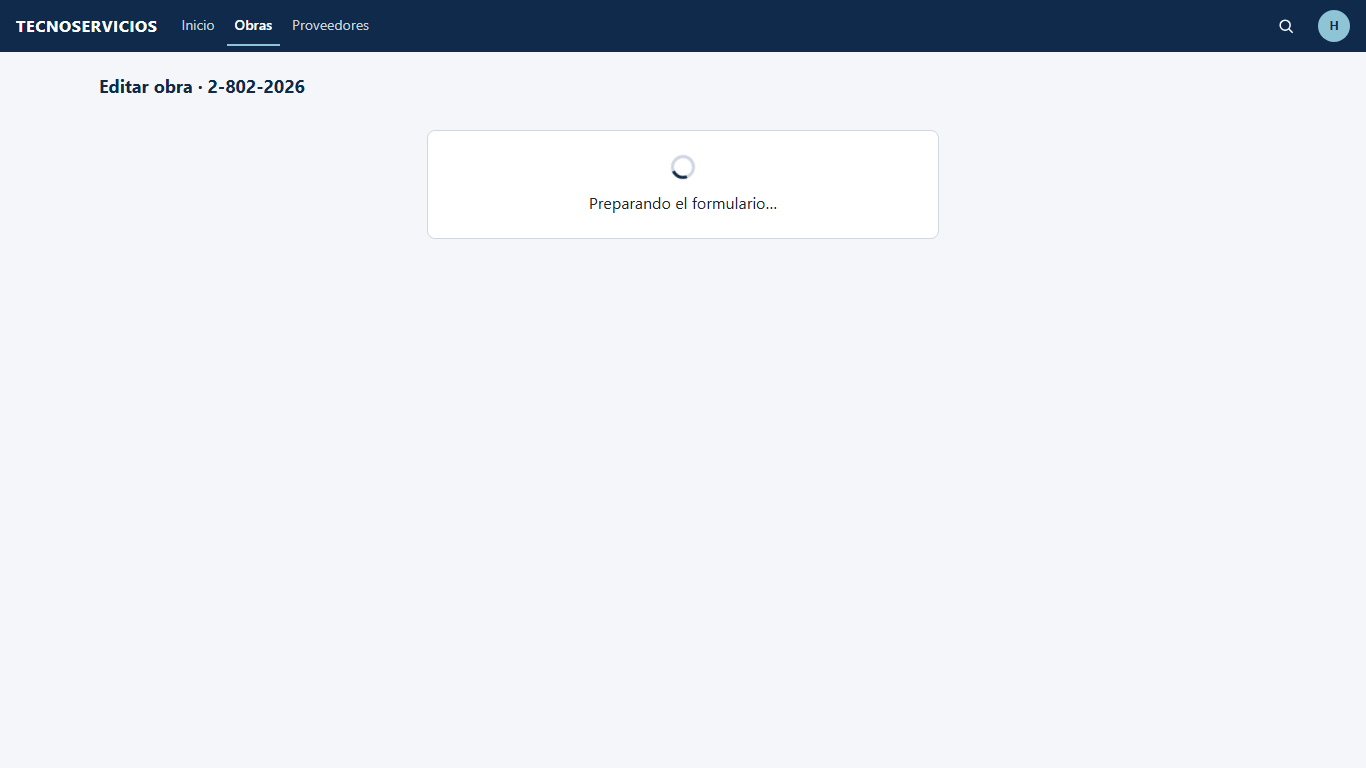 TECNOSERVICIOS Inicio Obras Proveedores H
Editar obra · 2-802-2026
Preparando el formulario...